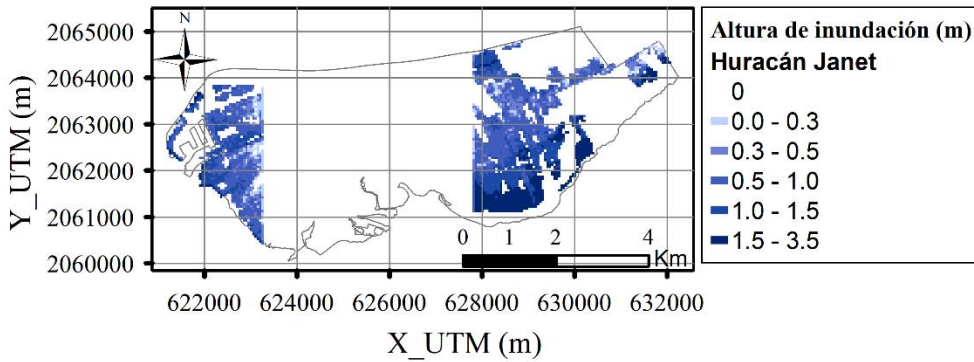 N
2065000
2064000
2063000
2062000
2061000
2060000
Y_UTM (m)
0 1 2 4
Km
622000 624000 626000 628000 630000 632000
X_UTM (m)
Altura de inundación (m)
Huracán Janet
0
0.0 - 0.3
0.3 - 0.5
0.5 - 1.0
1.0 - 1.5
1.5 - 3.5